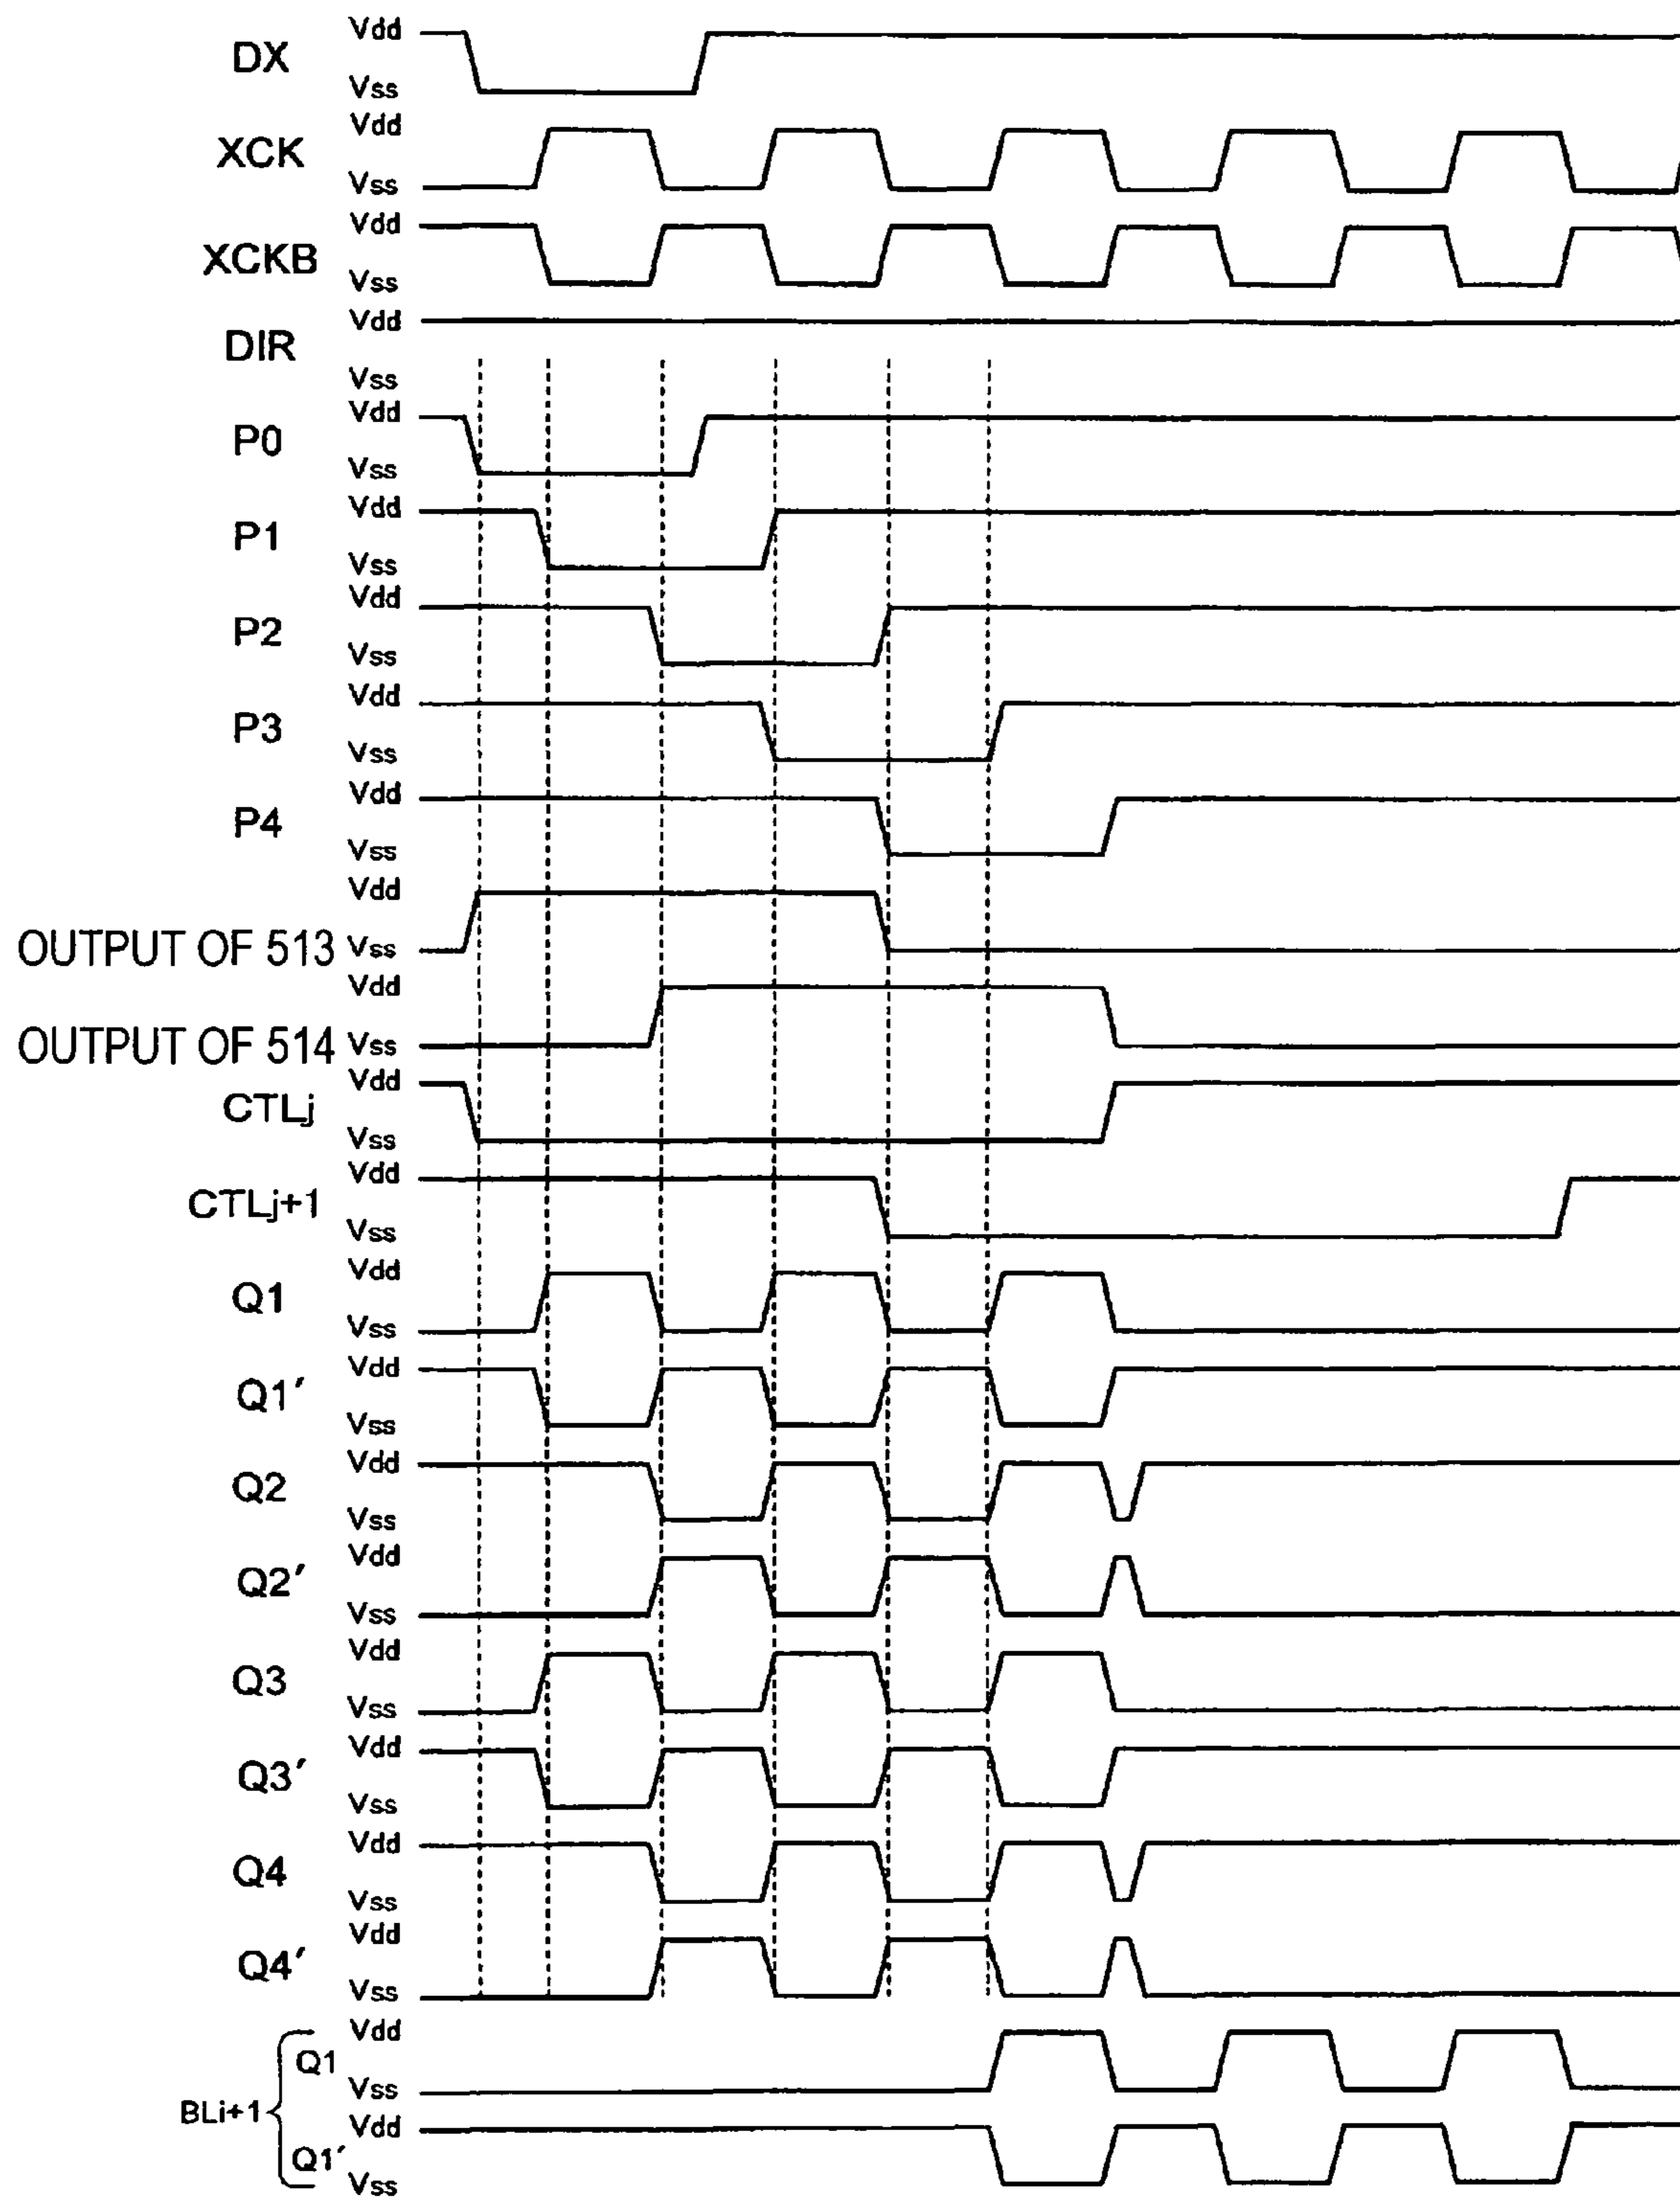 Vdd
DX
Vss
Vdd
XCK
Vss
Vdd
XCKB
Vss
Vdd
DIR
Vss
Vdd
P0
Vss
Vdd
P1
Vss
Vdd
P2
Vss
Vdd
P3
Vss
Vdd
P4
Vss
Vdd
OUTPUT OF 513 Vss
Vdd
OUTPUT OF 514 Vss
Vdd
CTLj
Vss
Vdd
CTLj+1
Vss
Vdd
Q1
Vss
Vdd
Q1′
Vss
Vdd
Q2
Vss
Vdd
Q2′
Vss
Vdd
Q3
Vss
Vdd
Q3′
Vss
Vdd
Q4
Vss
Vdd
Q4′
Vss
Vdd
Q1
Vss
BLi+1
Vdd
Q1′
Vss